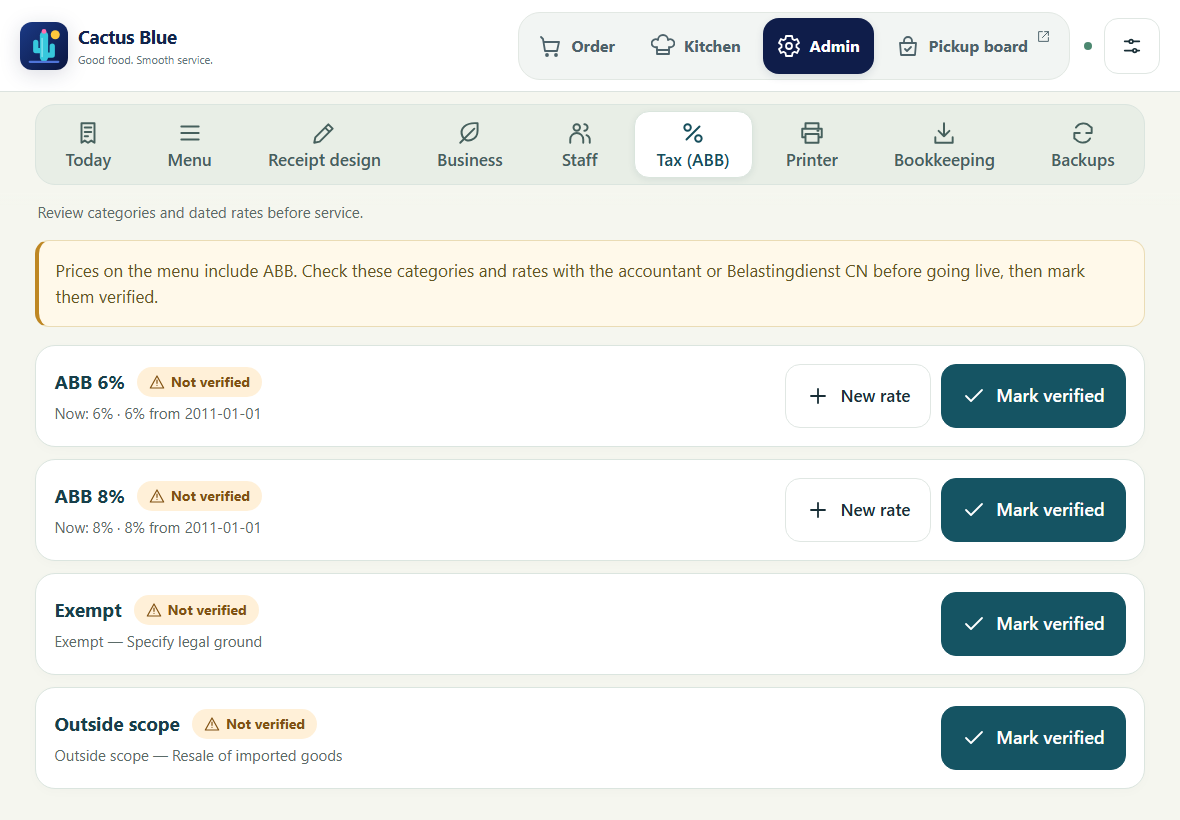 Cactus Blue
Good food. Smooth service.
Order
Kitchen
Admin
Pickup board
Today
Menu
Receipt design
Business
Staff
Tax (ABB)
Printer
Bookkeeping
Backups
Review categories and dated rates before service.
Prices on the menu include ABB. Check these categories and rates with the accountant or Belastingdienst CN before going live, then mark
them verified.
ABB 6%
Not verified
Now: 6% · 6% from 2011-01-01
New rate
Mark verified
ABB 8%
Not verified
Now: 8% · 8% from 2011-01-01
New rate
Mark verified
Exempt
Not verified
Exempt — Specify legal ground
Mark verified
Outside scope
Not verified
Outside scope — Resale of imported goods
Mark verified